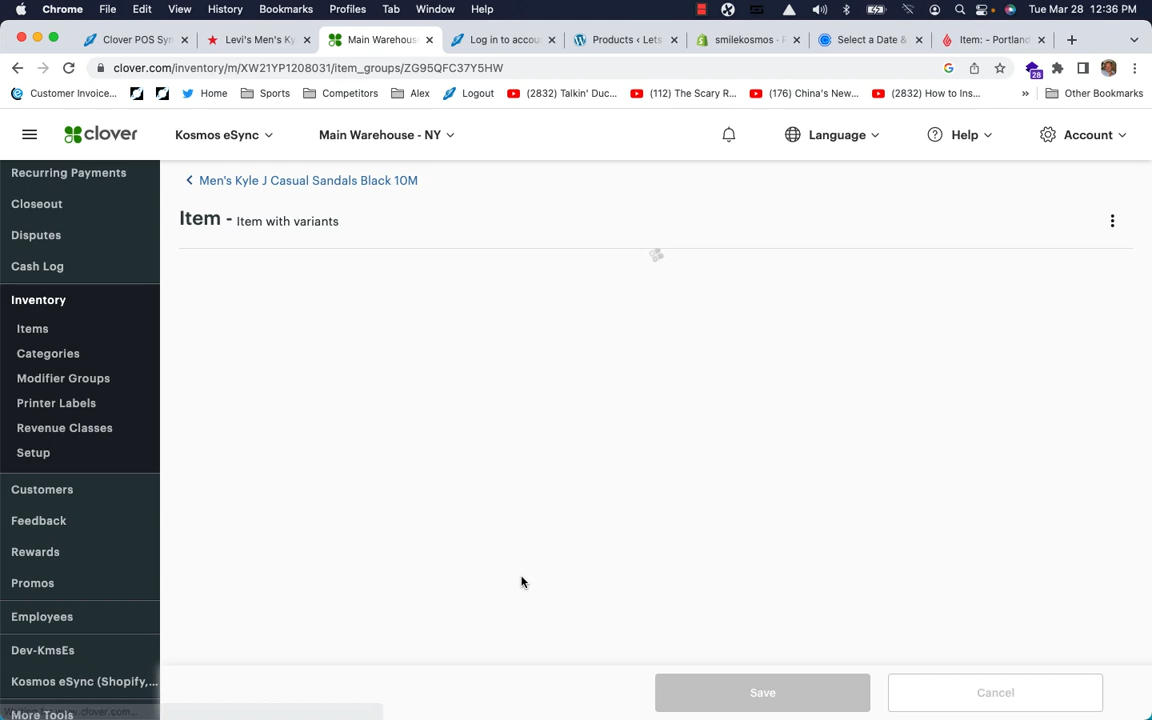 Chrome File Edit View History Bookmarks Profiles Tab Window Help Tue Mar 28 12:36 PM
Clover POS Syn Levi's Men's Ky Main Warehous Log in to accou Products ‹ Lets smilekosmos - F Select a Date & Item: - Portland
clover.com/inventory/m/XW21YP1208031/item_groups/ZG95QFC37Y5HW 28
Customer Invoice... Home Sports Competitors Alex Logout (2832) Talkin' Duc... (112) The Scary R... (176) China's New... (2832) How to Ins... » Other Bookmarks
clover Kosmos eSync Main Warehouse - NY Language Help Account
Recurring Payments
Closeout
Disputes
Cash Log
Inventory
Items
Categories
Modifier Groups
Printer Labels
Revenue Classes
Setup
Customers
Feedback
Rewards
Promos
Employees
Dev-KmsEs
Kosmos eSync (Shopify,...
More Tools
Men's Kyle J Casual Sandals Black 10M
Item - Item with variants
Save Cancel